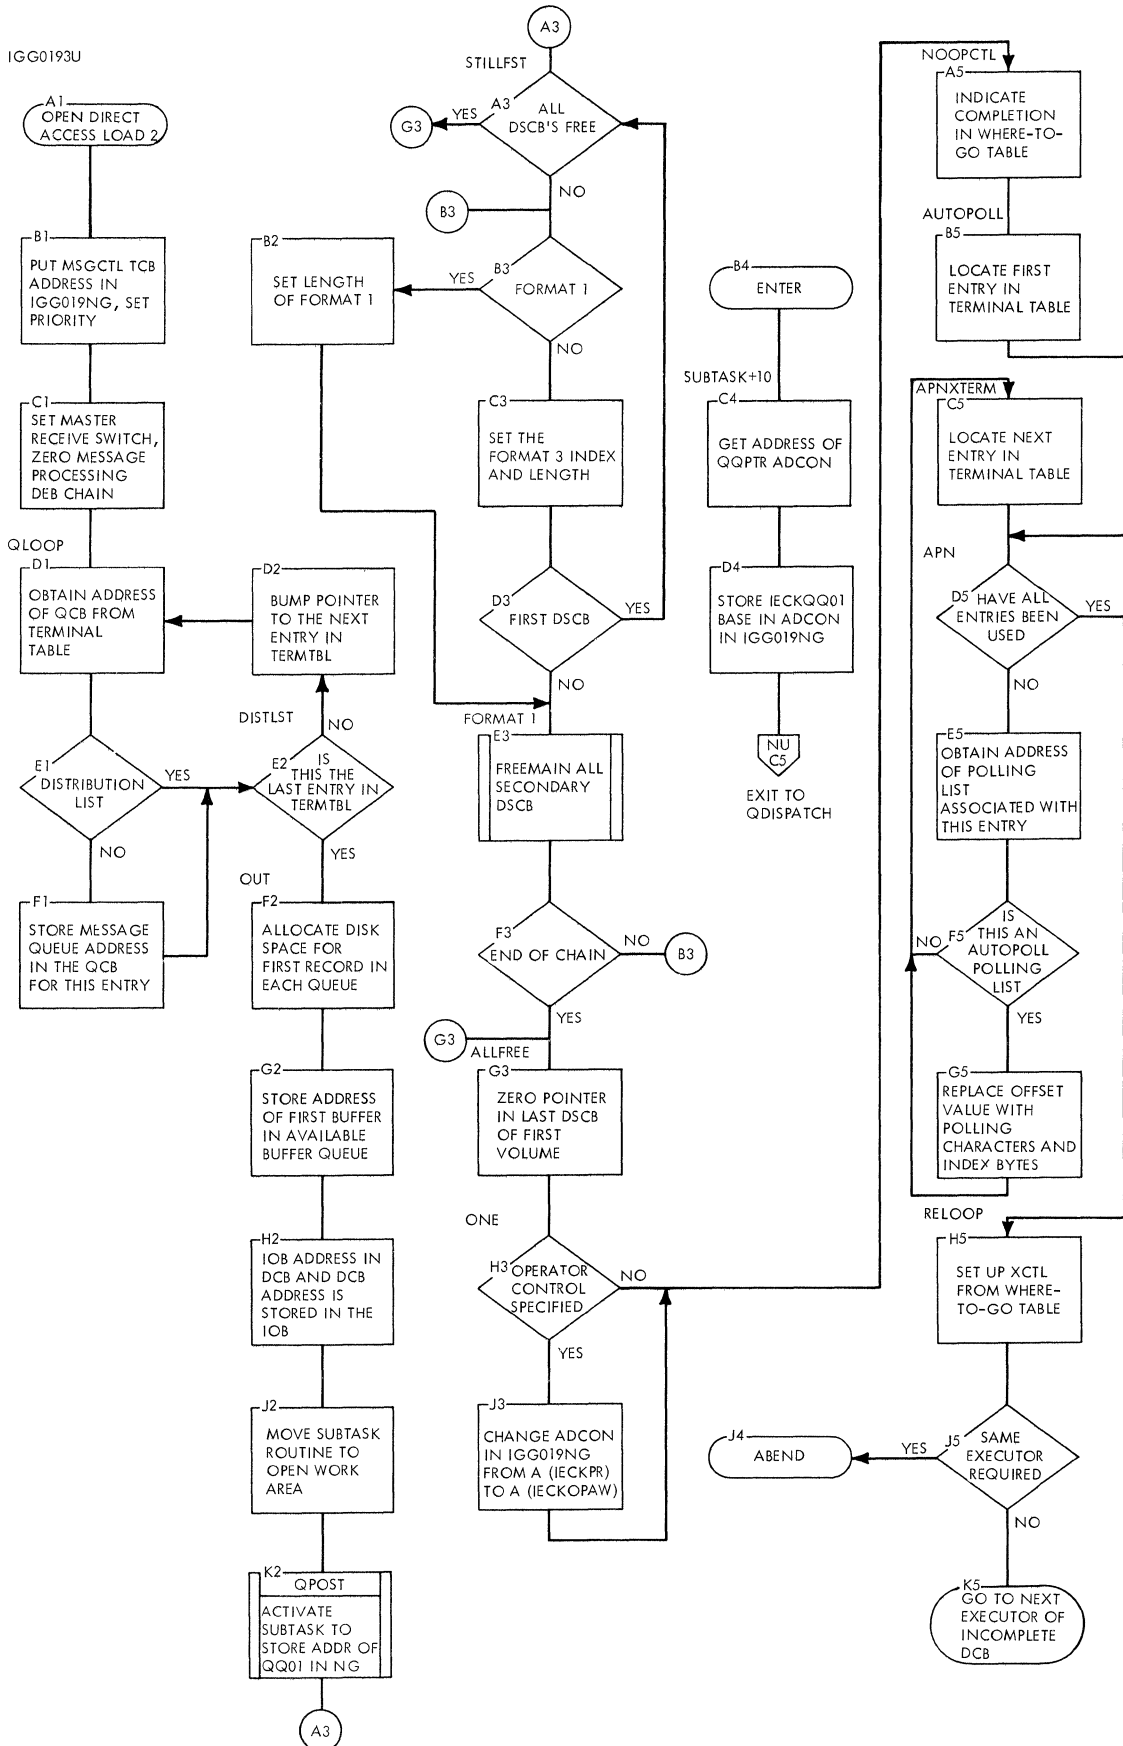 IGG0193U
A1
OPEN DIRECT
ACCESS LOAD 2
B1
PUT MSGCTL TCB
ADDRESS IN
IGG019NG, SET
PRIORITY
C1
SET MASTER
RECEIVE SWITCH,
ZERO MESSAGE
PROCESSING
DEB CHAIN
QLOOP
D1
OBTAIN ADDRESS
OF QCB FROM
TERMINAL
TABLE
E1
DISTRIBUTION
LIST
YES
NO
F1
STORE MESSAGE
QUEUE ADDRESS
IN THE QCB
FOR THIS ENTRY
B2
SET LENGTH
OF FORMAT 1
D2
BUMP POINTER
TO THE NEXT
ENTRY IN
TERMTBL
DISTLST
NO
E2
IS
THIS THE
LAST ENTRY IN
TERMTBL
YES
OUT
F2
ALLOCATE DISK
SPACE FOR
FIRST RECORD IN
EACH QUEUE
G2
STORE ADDRESS
OF FIRST BUFFER
IN AVAILABLE
BUFFER QUEUE
H2
IOB ADDRESS IN
DCB AND DCB
ADDRESS IS
STORED IN THE
IOB
J2
MOVE SUBTASK
ROUTINE TO
OPEN WORK
AREA
K2
QPOST
ACTIVATE
SUBTASK TO
STORE ADDR OF
QQ01 IN NG
A3
A3
STILLFST
A3
ALL
DSCB'S FREE
YES
G3
NO
B3
B3
FORMAT 1
YES
NO
C3
SET THE
FORMAT 3 INDEX
AND LENGTH
D3
FIRST DSCB
YES
NO
FORMAT 1
E3
FREEMAIN ALL
SECONDARY
DSCB
F3
END OF CHAIN
NO
B3
YES
G3
ALLFREE
G3
ZERO POINTER
IN LAST DSCB
OF FIRST
VOLUME
ONE
H3
OPERATOR
CONTROL
SPECIFIED
NO
YES
J3
CHANGE ADCON
IN IGG019NG
FROM A (IECKPR)
TO A (IECKOPAW)
B4
ENTER
SUBTASK+10
C4
GET ADDRESS OF
QQPTR ADCON
D4
STORE IECKQQ01
BASE IN ADCON
IN IGG019NG
NU
C5
EXIT TO
QDISPATCH
J4
ABEND
NOOPCTL
A5
INDICATE
COMPLETION
IN WHERE-TO-
GO TABLE
AUTOPOLL
B5
LOCATE FIRST
ENTRY IN
TERMINAL TABLE
APNXTERM
C5
LOCATE NEXT
ENTRY IN
TERMINAL TABLE
APN
D5
HAVE ALL
ENTRIES BEEN
USED
YES
NO
E5
OBTAIN ADDRESS
OF POLLING
LIST
ASSOCIATED WITH
THIS ENTRY
F5
IS
THIS AN
AUTOPOLL
POLLING
LIST
NO
YES
G5
REPLACE OFFSET
VALUE WITH
POLLING
CHARACTERS AND
INDEX BYTES
RELOOP
H5
SET UP XCTL
FROM WHERE-
TO-GO TABLE
J5
SAME
EXECUTOR
REQUIRED
YES
NO
K5
GO TO NEXT
EXECUTOR OF
INCOMPLETE
DCB